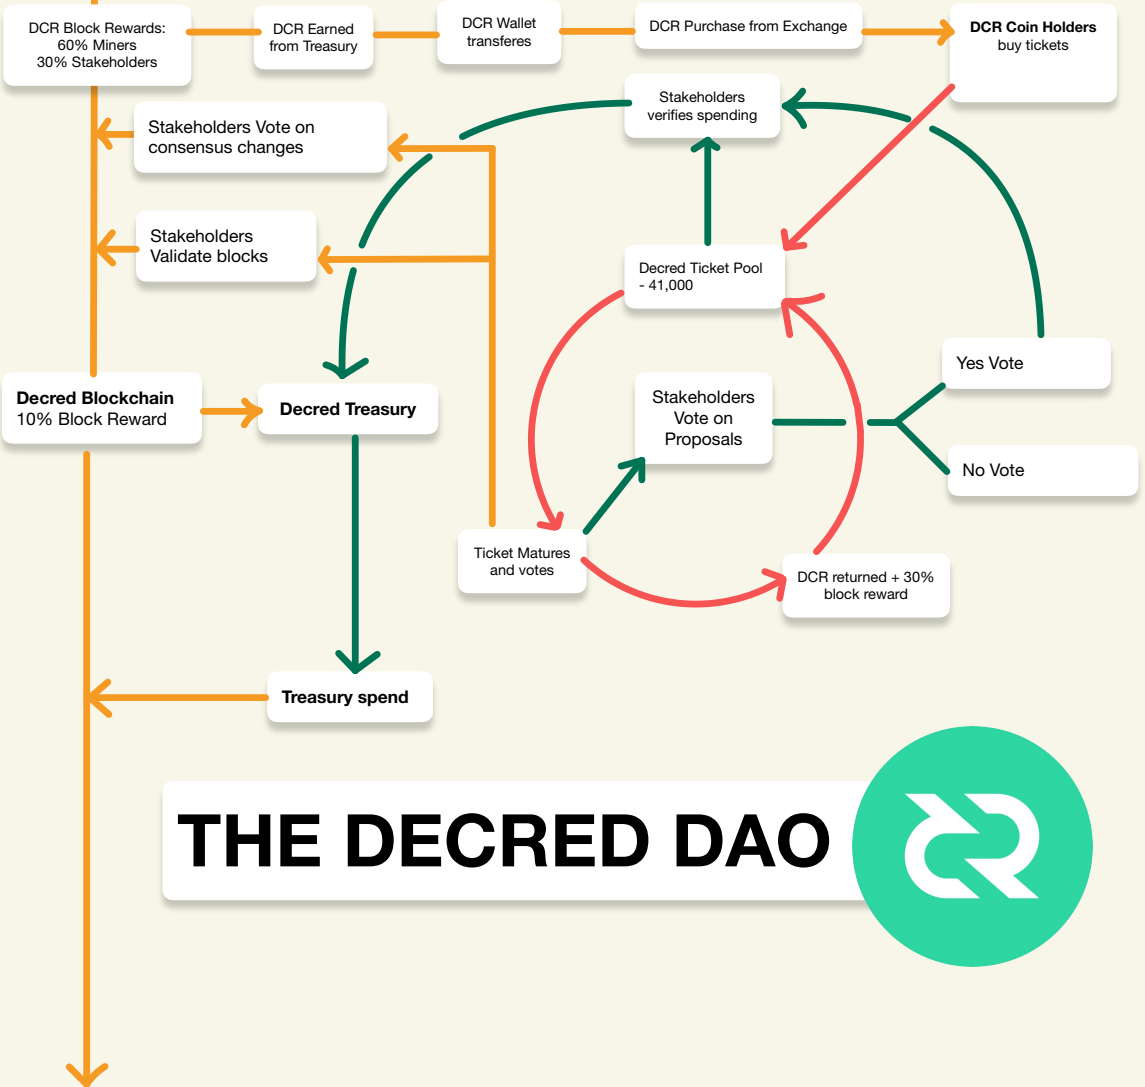 DCR Block Rewards:
60% Miners
30% Stakeholders
DCR Earned
from Treasury
DCR Wallet
transferes
DCR Purchase from Exchange
DCR Coin Holders
buy tickets
Stakeholders
verifies spending
Stakeholders Vote on
consensus changes
Stakeholders
Validate blocks
Decred Ticket Pool
- 41,000
Yes Vote
Decred Blockchain
10% Block Reward
Decred Treasury
Stakeholders
Vote on
Proposals
No Vote
Ticket Matures
and votes
DCR returned + 30%
block reward
Treasury spend
THE DECRED DAO